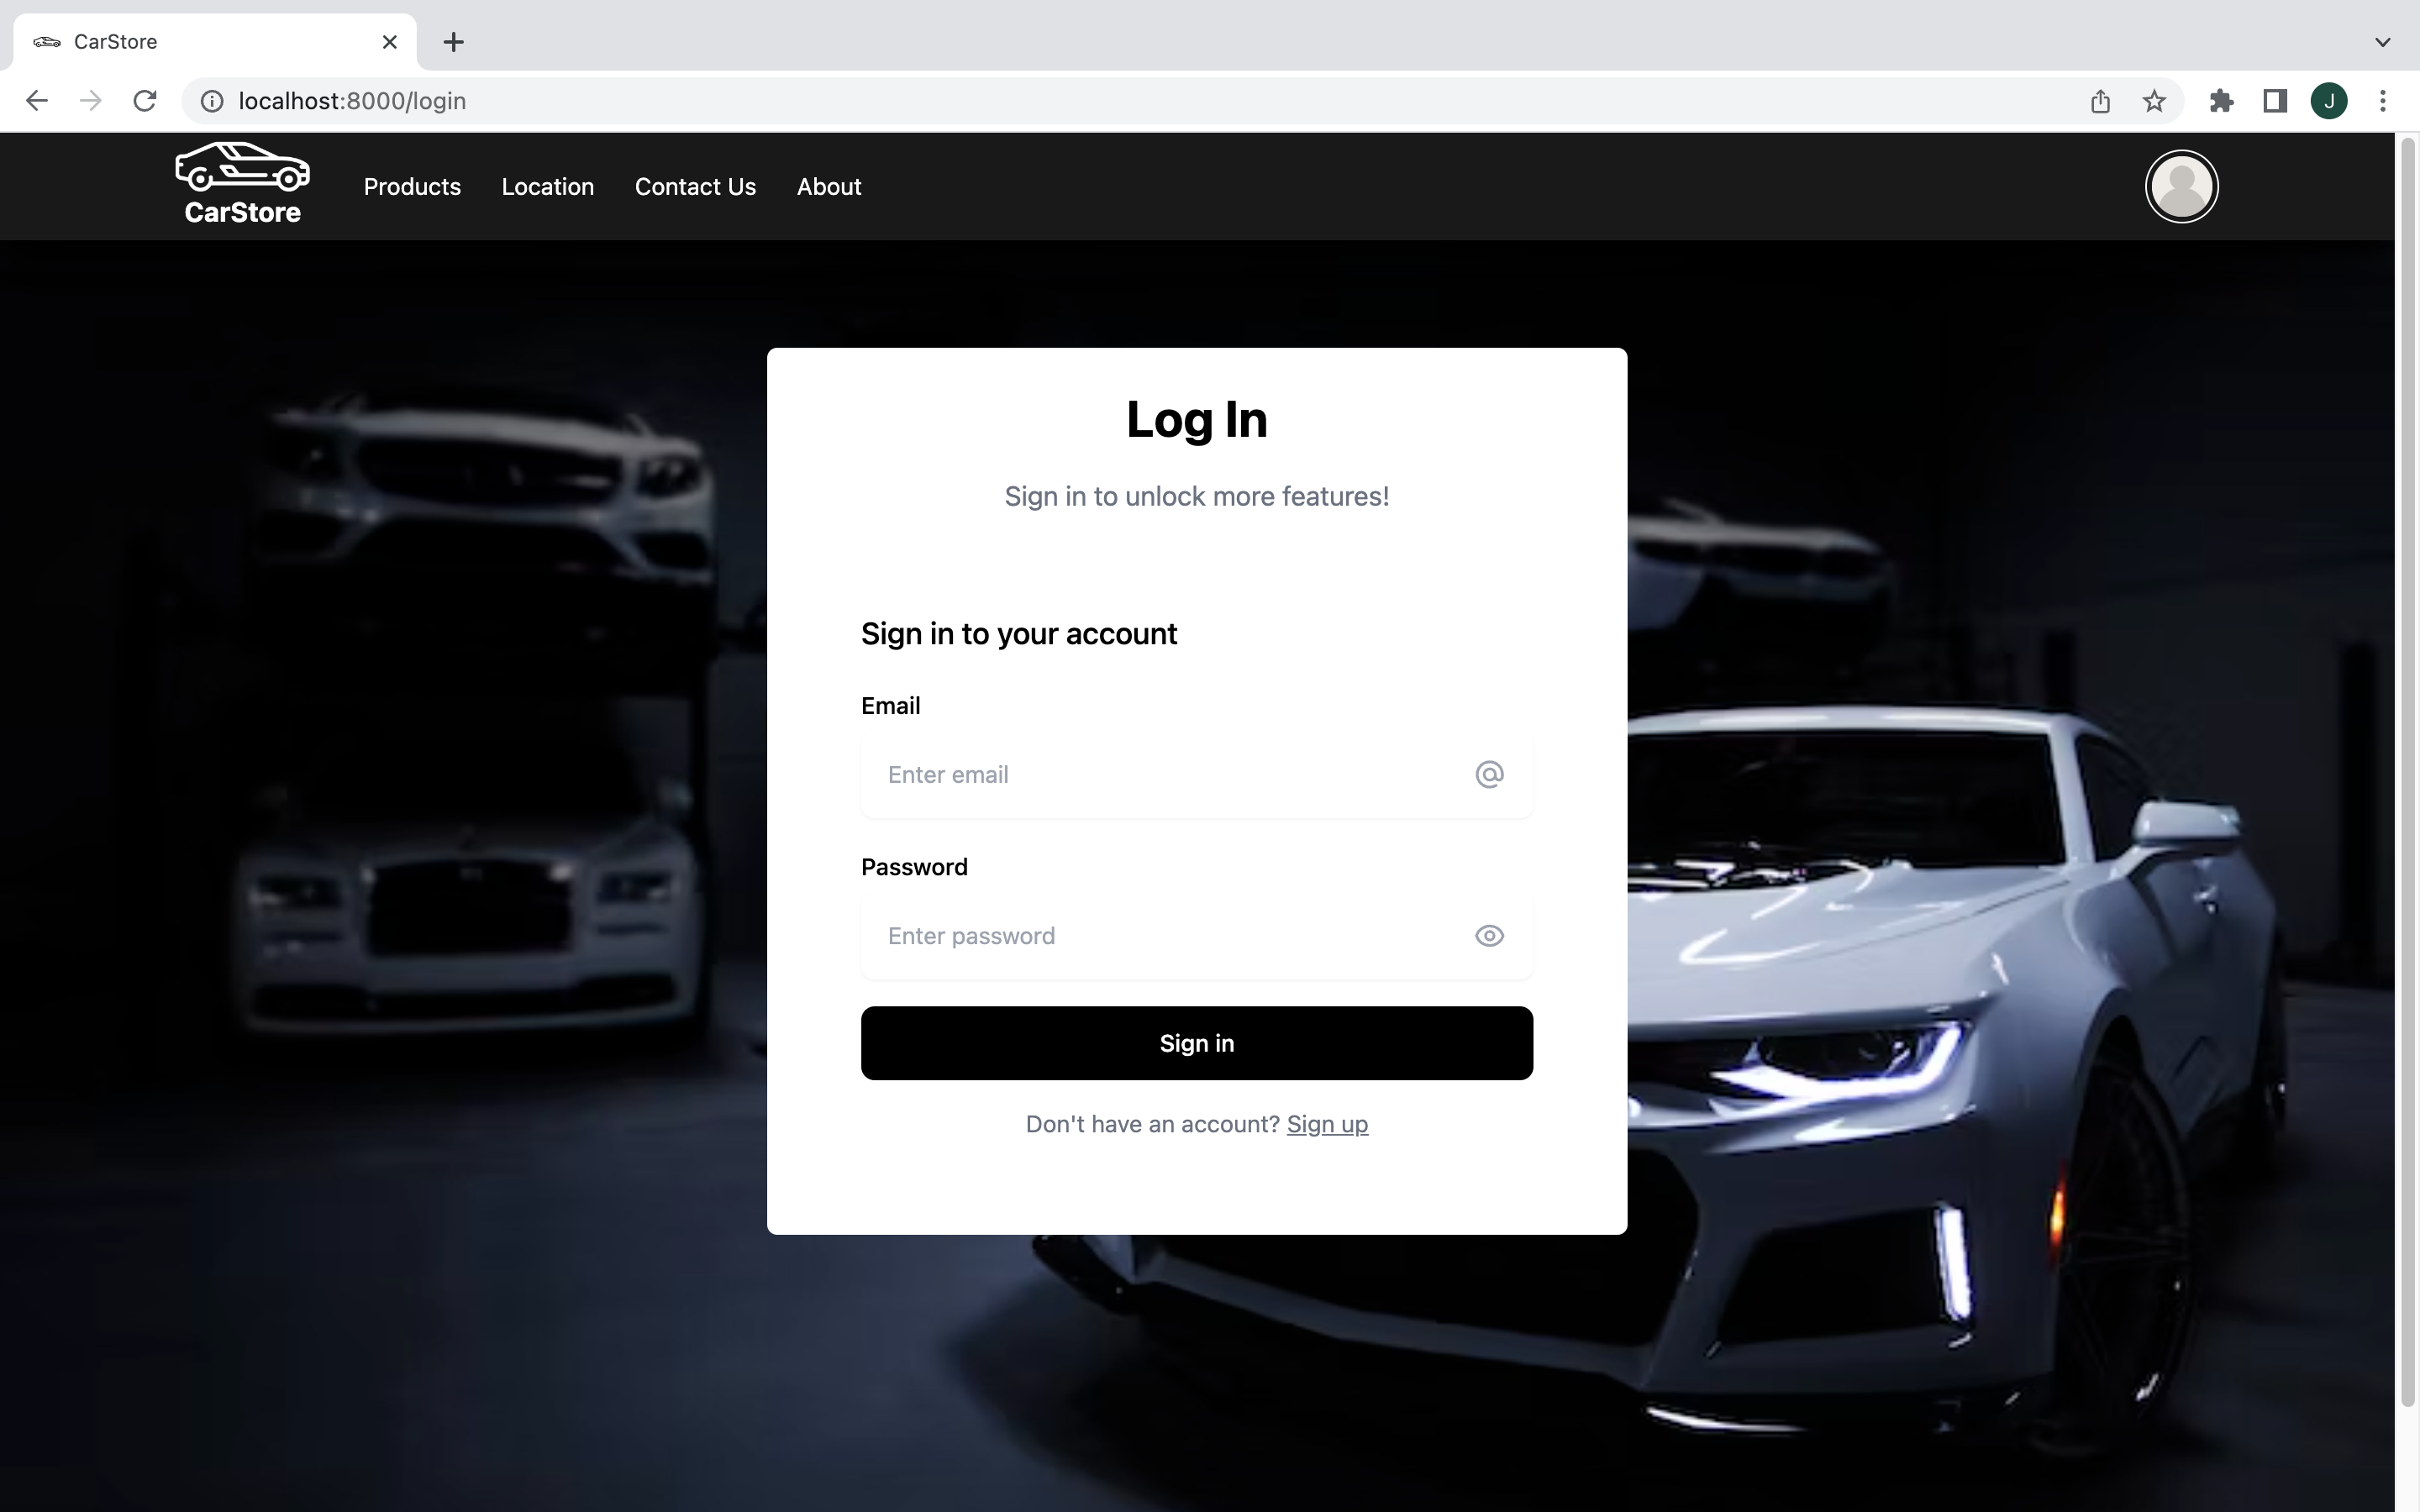 CarStore
localhost:8000/login
J
CarStore
Products Location Contact Us About
Log In
Sign in to unlock more features!
Sign in to your account
Email
Enter email
Password
Enter password
Sign in
Don't have an account? Sign up